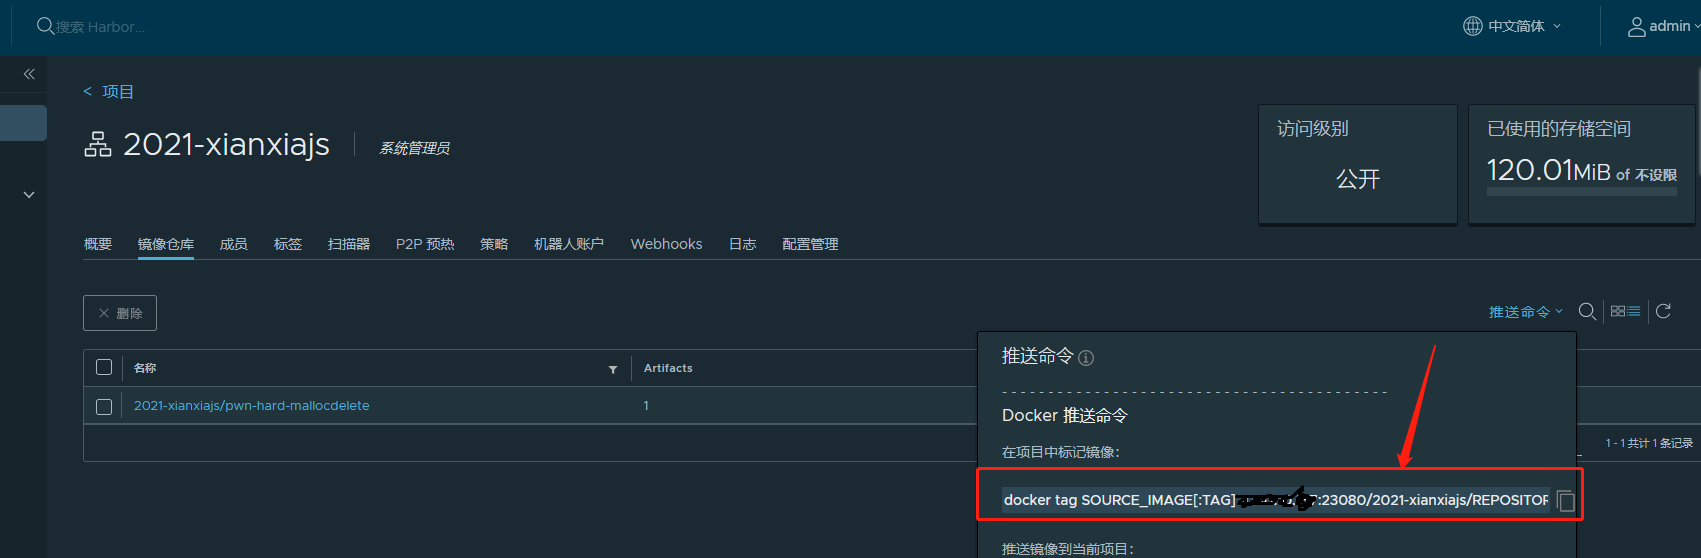 搜索 Harbor...
中文简体
admin
< 项目
2021-xianxiajs
系统管理员
访问级别
公开
已使用的存储空间
120.01MiB of 不设限
概要 镜像仓库 成员 标签 扫描器 P2P 预热 策略 机器人账户 Webhooks 日志 配置管理
× 删除
推送命令
名称 Artifacts
2021-xianxiajs/pwn-hard-mallocdelete 1
1 - 1 共计 1 条记录
推送命令
- - - - - - - - - - - - - - - - - - - - - - - - - - - - - - - - - - - - - - - - - -
Docker 推送命令
在项目中标记镜像：
docker tag SOURCE_IMAGE[:TAG] :23080/2021-xianxiajs/REPOSITOR
推送镜像到当前项目：